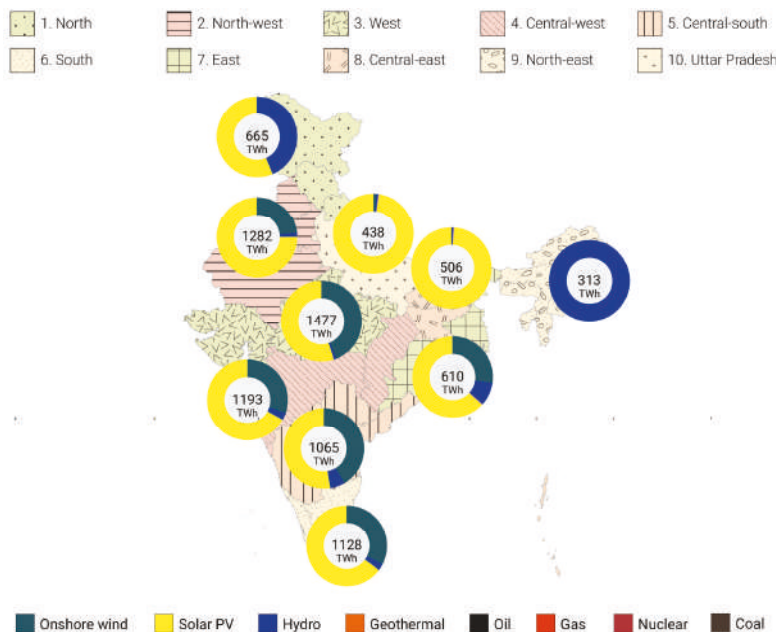 1. North 2. North-west 3. West 4. Central-west 5. Central-south
6. South 7. East 8. Central-east 9. North-east 10. Uttar Pradesh
665
TWh
438
TWh
1282
TWh
506
TWh
313
TWh
1477
TWh
610
TWh
1193
TWh
1065
TWh
1128
TWh
Onshore wind Solar PV Hydro Geothermal Oil Gas Nuclear Coal